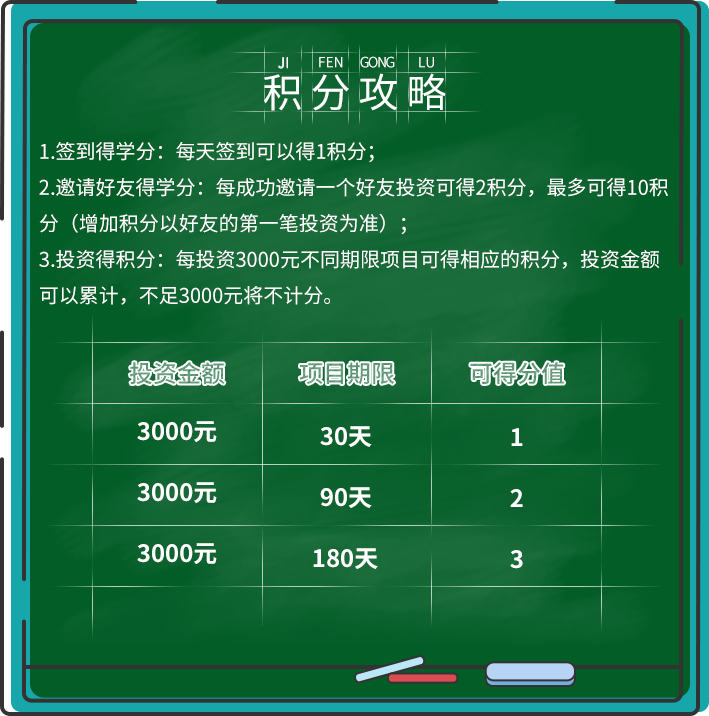 JI FEN GONG LU
积分攻略
1.签到得学分：每天签到可以得1积分；
2.邀请好友得学分：每成功邀请一个好友投资可得2积分，最多可得10积
分（增加积分以好友的第一笔投资为准）；
3.投资得积分：每投资3000元不同期限项目可得相应的积分，投资金额
可以累计，不足3000元将不计分。
投资金额 项目期限 可得分值
3000元 30天 1
3000元 90天 2
3000元 180天 3